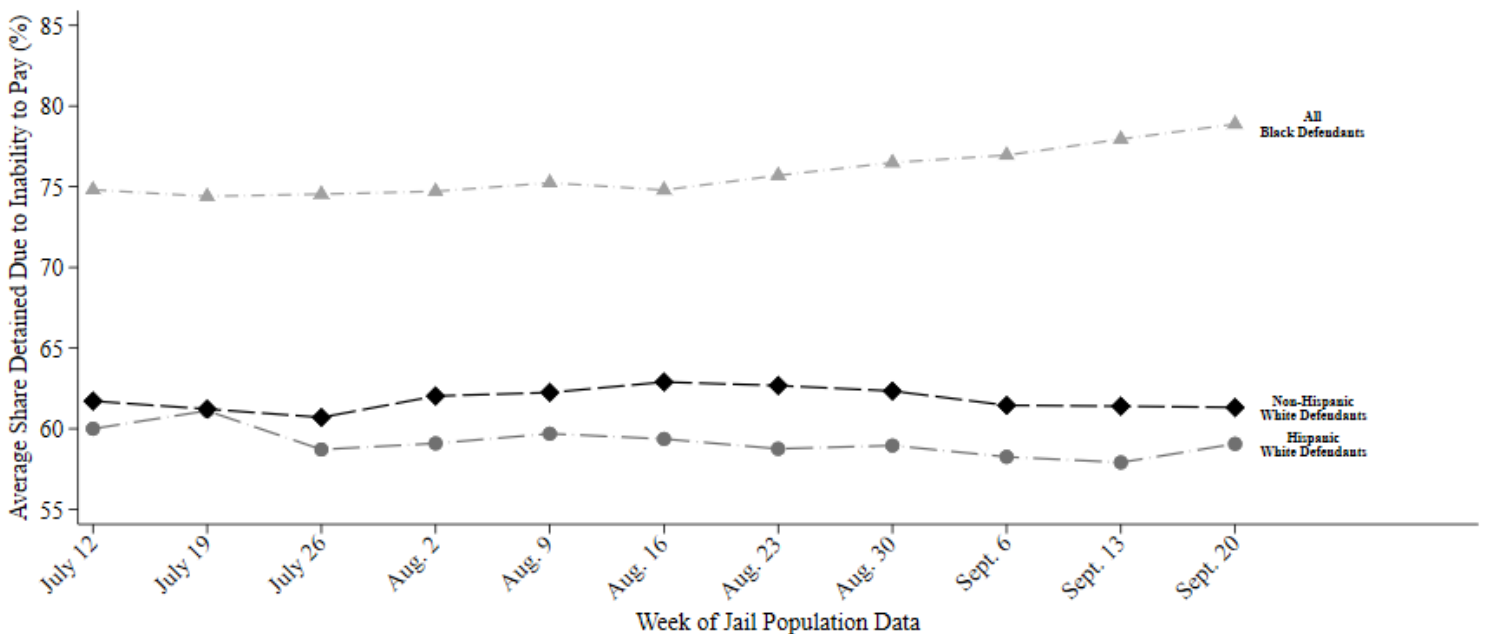 Average Share Detained Due to Inability to Pay (%)
85
80
75
70
65
60
55
All
Black Defendants
Non-Hispanic
White Defendants
Hispanic
White Defendants
July 12
July 19
July 26
Aug. 2
Aug. 9
Aug. 16
Aug. 23
Aug. 30
Sept. 6
Sept. 13
Sept. 20
Week of Jail Population Data